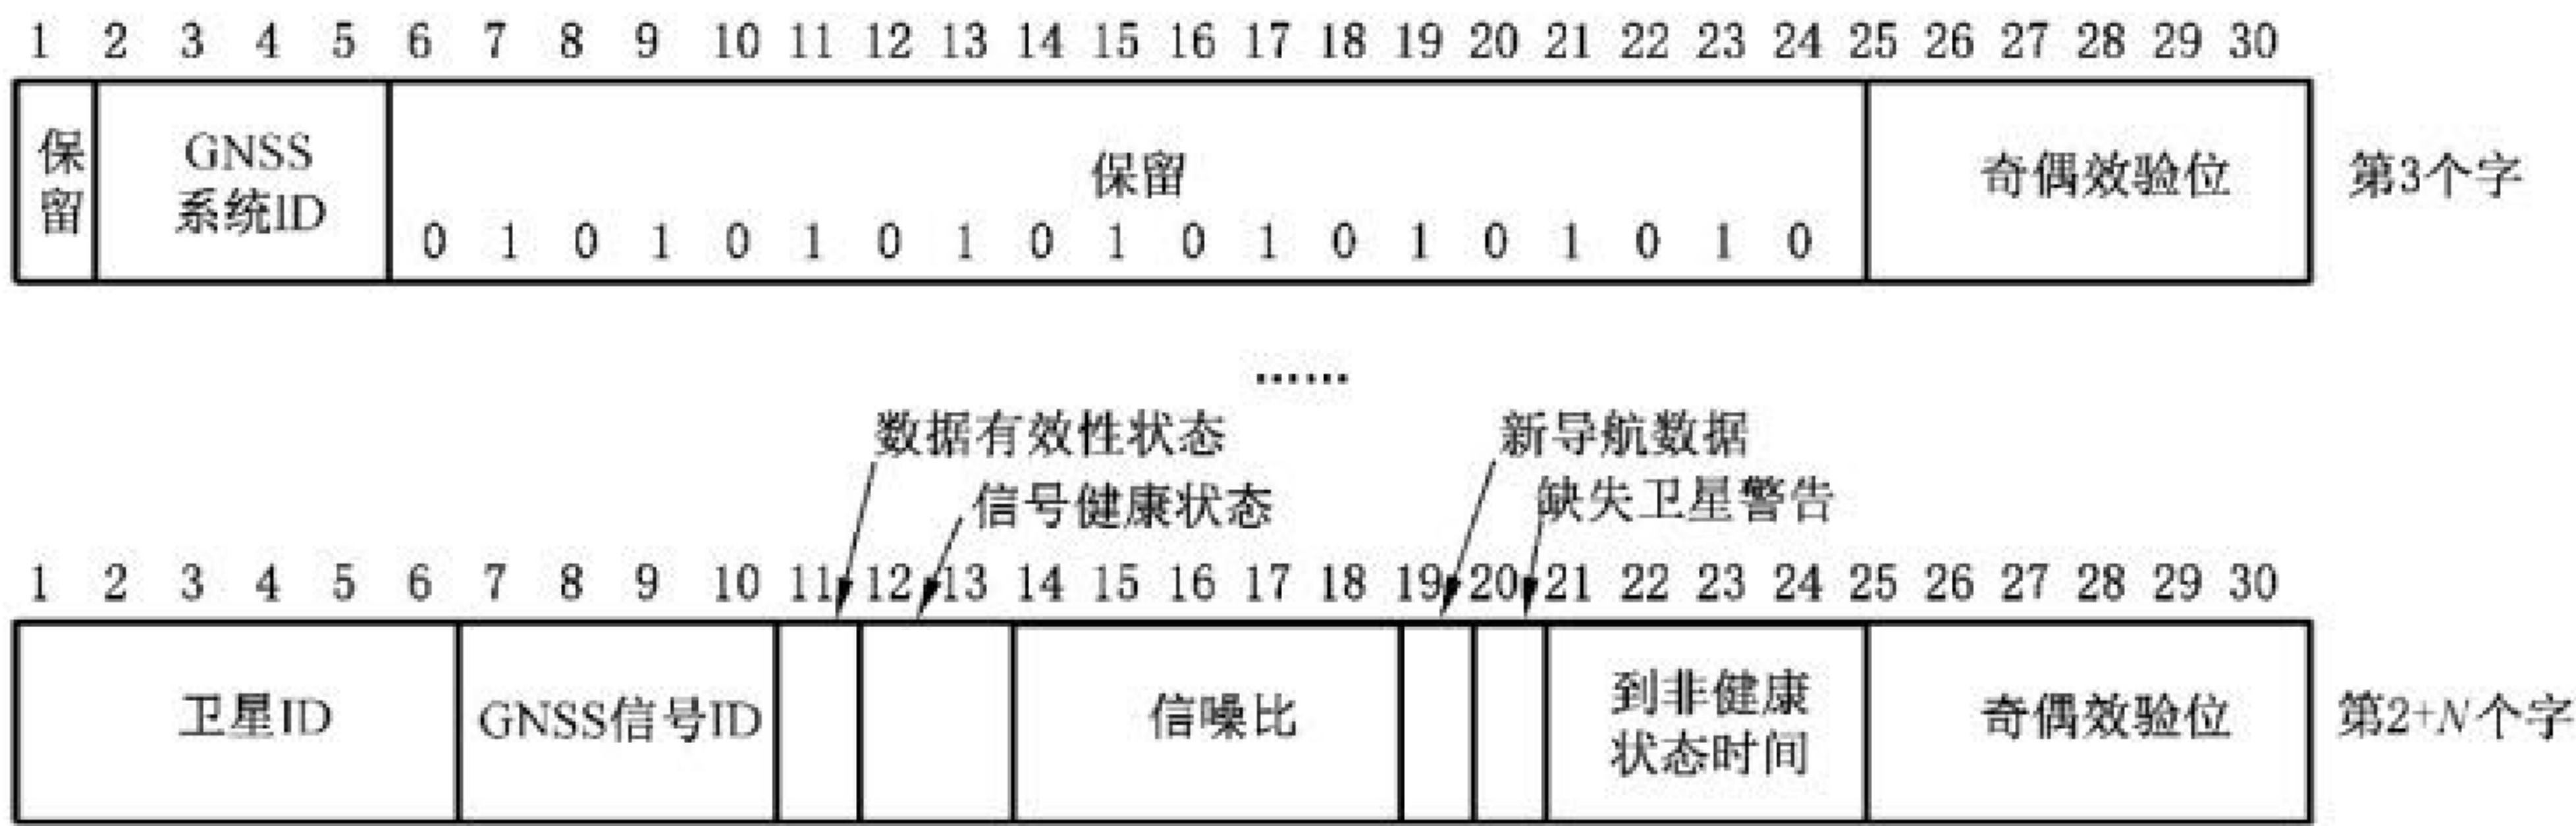 1 2 3 4 5 6 7 8 9 10 11 12 13 14 15 16 17 18 19 20 21 22 23 24 25 26 27 28 29 30
保留
GNSS
系统ID
保留
0 1 0 1 0 1 0 1 0 1 0 1 0 1 0 1 0 1 0
奇偶效验位
第3个字
......
数据有效性状态
信号健康状态
新导航数据
缺失卫星警告
1 2 3 4 5 6 7 8 9 10 11 12 13 14 15 16 17 18 19 20 21 22 23 24 25 26 27 28 29 30
卫星ID
GNSS信号ID
信噪比
到非健康
状态时间
奇偶效验位
第2+N个字